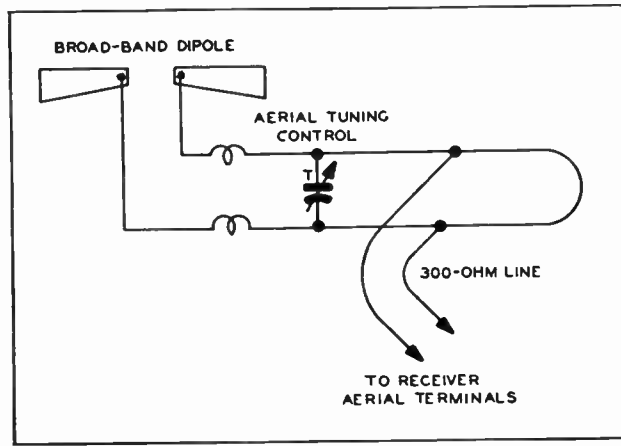 BROAD-BAND DIPOLE
AERIAL TUNING
CONTROL
T
300-OHM LINE
TO RECEIVER
AERIAL TERMINALS